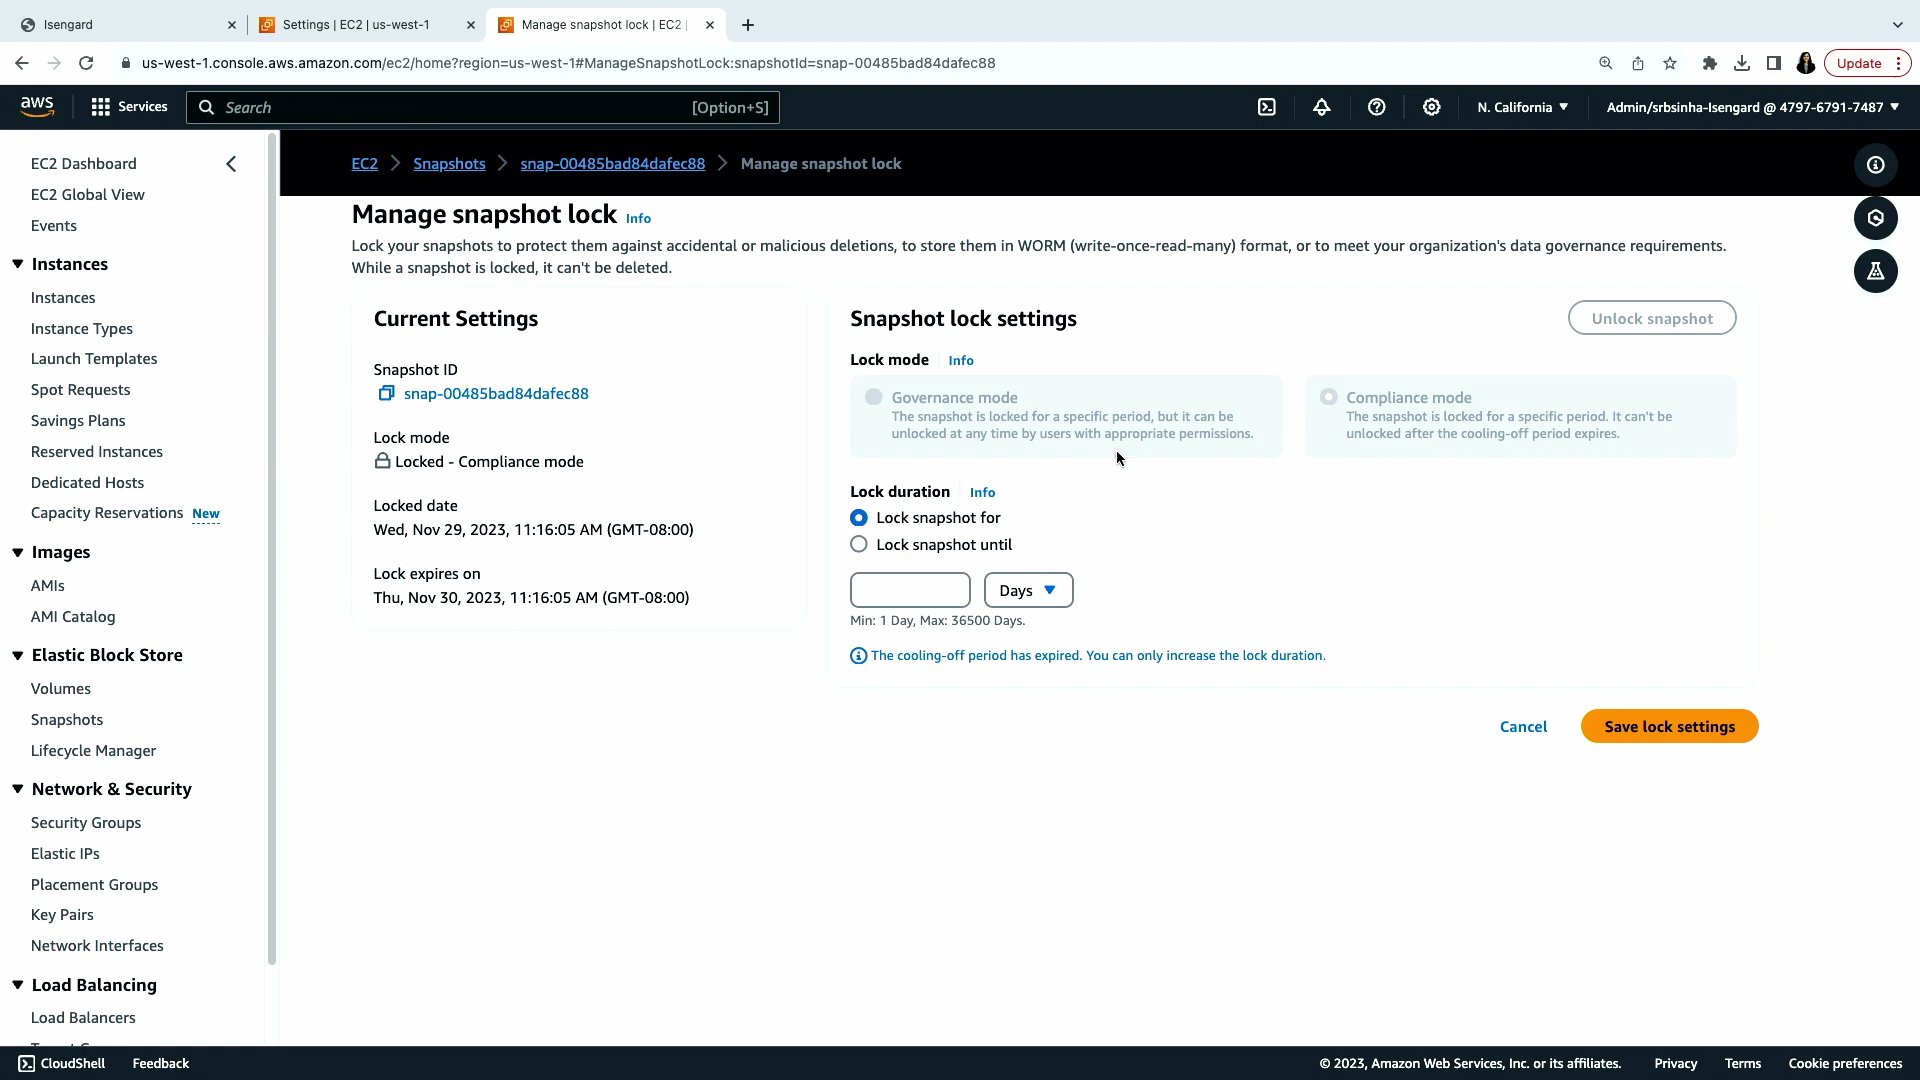 Isengard
Settings | EC2 | us-west-1
Manage snapshot lock | EC2 |
us-west-1.console.aws.amazon.com/ec2/home?region=us-west-1#ManageSnapshotLock:snapshotId=snap-00485bad84dafec88
Update
aws
Services
Search
[Option+S]
N. California
Admin/srbsinha-Isengard @ 4797-6791-7487
EC2 Dashboard
EC2 Global View
Events
Instances
Instances
Instance Types
Launch Templates
Spot Requests
Savings Plans
Reserved Instances
Dedicated Hosts
Capacity Reservations New
Images
AMIs
AMI Catalog
Elastic Block Store
Volumes
Snapshots
Lifecycle Manager
Network & Security
Security Groups
Elastic IPs
Placement Groups
Key Pairs
Network Interfaces
Load Balancing
Load Balancers
EC2 > Snapshots > snap-00485bad84dafec88 > Manage snapshot lock
Manage snapshot lock Info
Lock your snapshots to protect them against accidental or malicious deletions, to store them in WORM (write-once-read-many) format, or to meet your organization's data governance requirements.
While a snapshot is locked, it can't be deleted.
Current Settings
Snapshot ID
snap-00485bad84dafec88
Lock mode
Locked - Compliance mode
Locked date
Wed, Nov 29, 2023, 11:16:05 AM (GMT-08:00)
Lock expires on
Thu, Nov 30, 2023, 11:16:05 AM (GMT-08:00)
Snapshot lock settings
Unlock snapshot
Lock mode Info
Governance mode
The snapshot is locked for a specific period, but it can be
unlocked at any time by users with appropriate permissions.
Compliance mode
The snapshot is locked for a specific period. It can't be
unlocked after the cooling-off period expires.
Lock duration Info
Lock snapshot for
Lock snapshot until
Days
Min: 1 Day, Max: 36500 Days.
The cooling-off period has expired. You can only increase the lock duration.
Cancel
Save lock settings
CloudShell
Feedback
© 2023, Amazon Web Services, Inc. or its affiliates.
Privacy
Terms
Cookie preferences